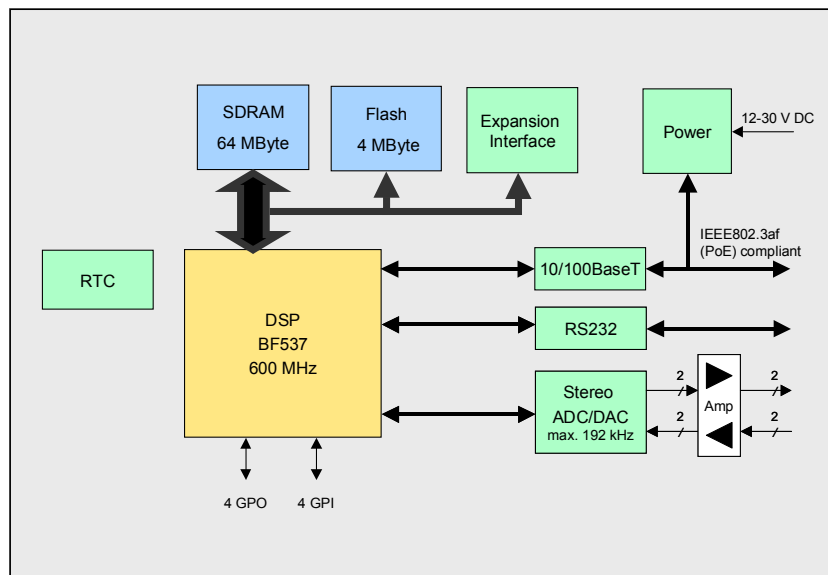 SDRAM
64 MByte
Flash
4 MByte
Expansion
Interface
Power
12-30 V DC
IEEE802.3af
(PoE) compliant
RTC
DSP
BF537
600 MHz
10/100BaseT
RS232
Stereo
ADC/DAC
max. 192 kHz
2
2
Amp
2
2
4 GPO
4 GPI